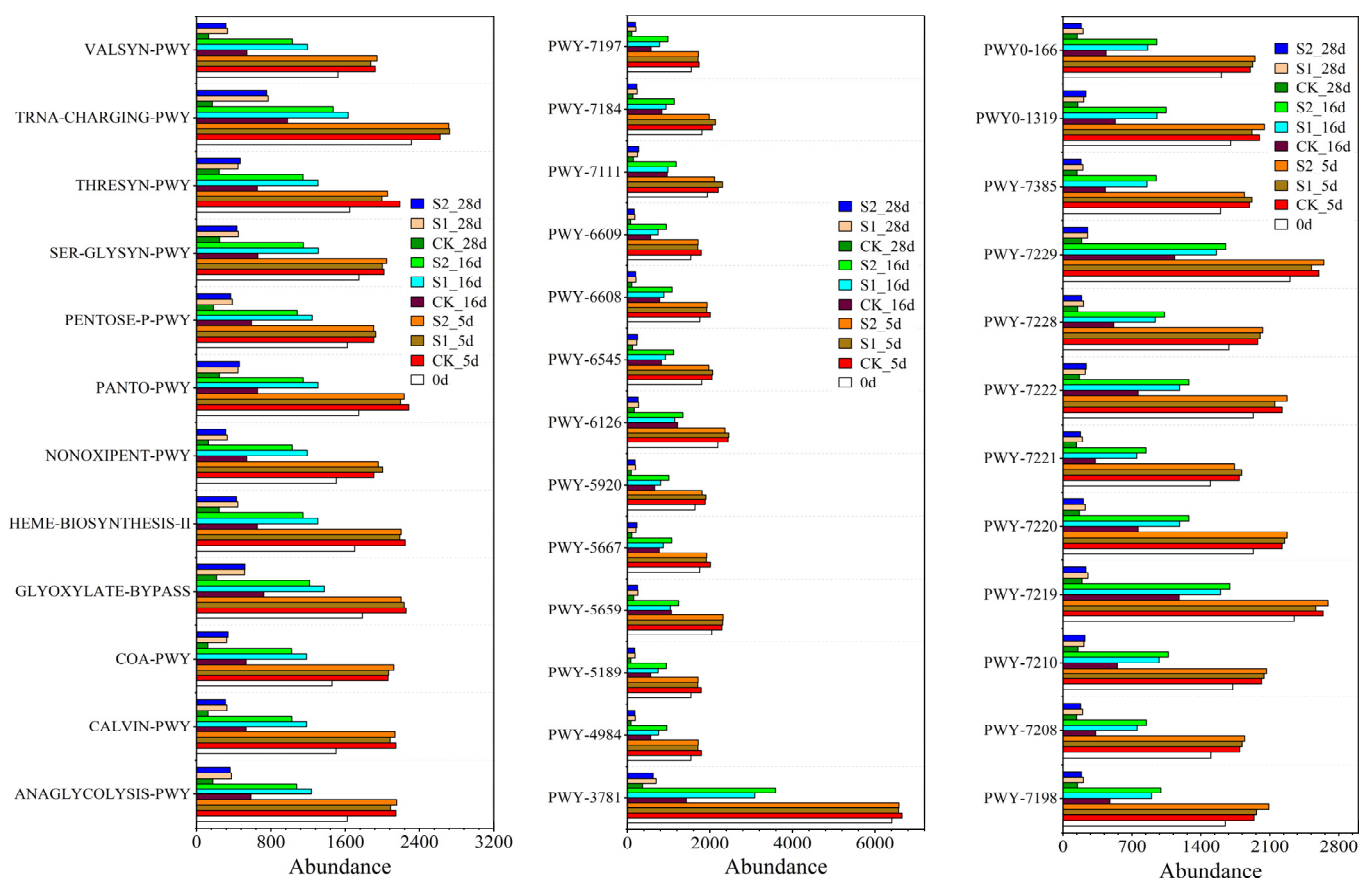 VALSYN-PWY
TRNA-CHARGING-PWY
THRESYN-PWY
SER-GLYSYN-PWY
PENTOSE-P-PWY
PANTO-PWY
NONOXIPENT-PWY
HEME-BIOSYNTHESIS-II
GLYOXYLATE-BYPASS
COA-PWY
CALVIN-PWY
ANAGLYCOLYSIS-PWY
S2_28d
S1_28d
CK_28d
S2_16d
S1_16d
CK_16d
S2_5d
S1_5d
CK_5d
0d
0 800 1600 2400 3200
Abundance
PWY-7197
PWY-7184
PWY-7111
PWY-6609
PWY-6608
PWY-6545
PWY-6126
PWY-5920
PWY-5667
PWY-5659
PWY-5189
PWY-4984
PWY-3781
S2_28d
S1_28d
CK_28d
S2_16d
S1_16d
CK_16d
S2_5d
S1_5d
CK_5d
0d
0 2000 4000 6000
Abundance
PWY0-166
PWY0-1319
PWY-7385
PWY-7229
PWY-7228
PWY-7222
PWY-7221
PWY-7220
PWY-7219
PWY-7210
PWY-7208
PWY-7198
S2_28d
S1_28d
CK_28d
S2_16d
S1_16d
CK_16d
S2_5d
S1_5d
CK_5d
0d
0 700 1400 2100 2800
Abundance